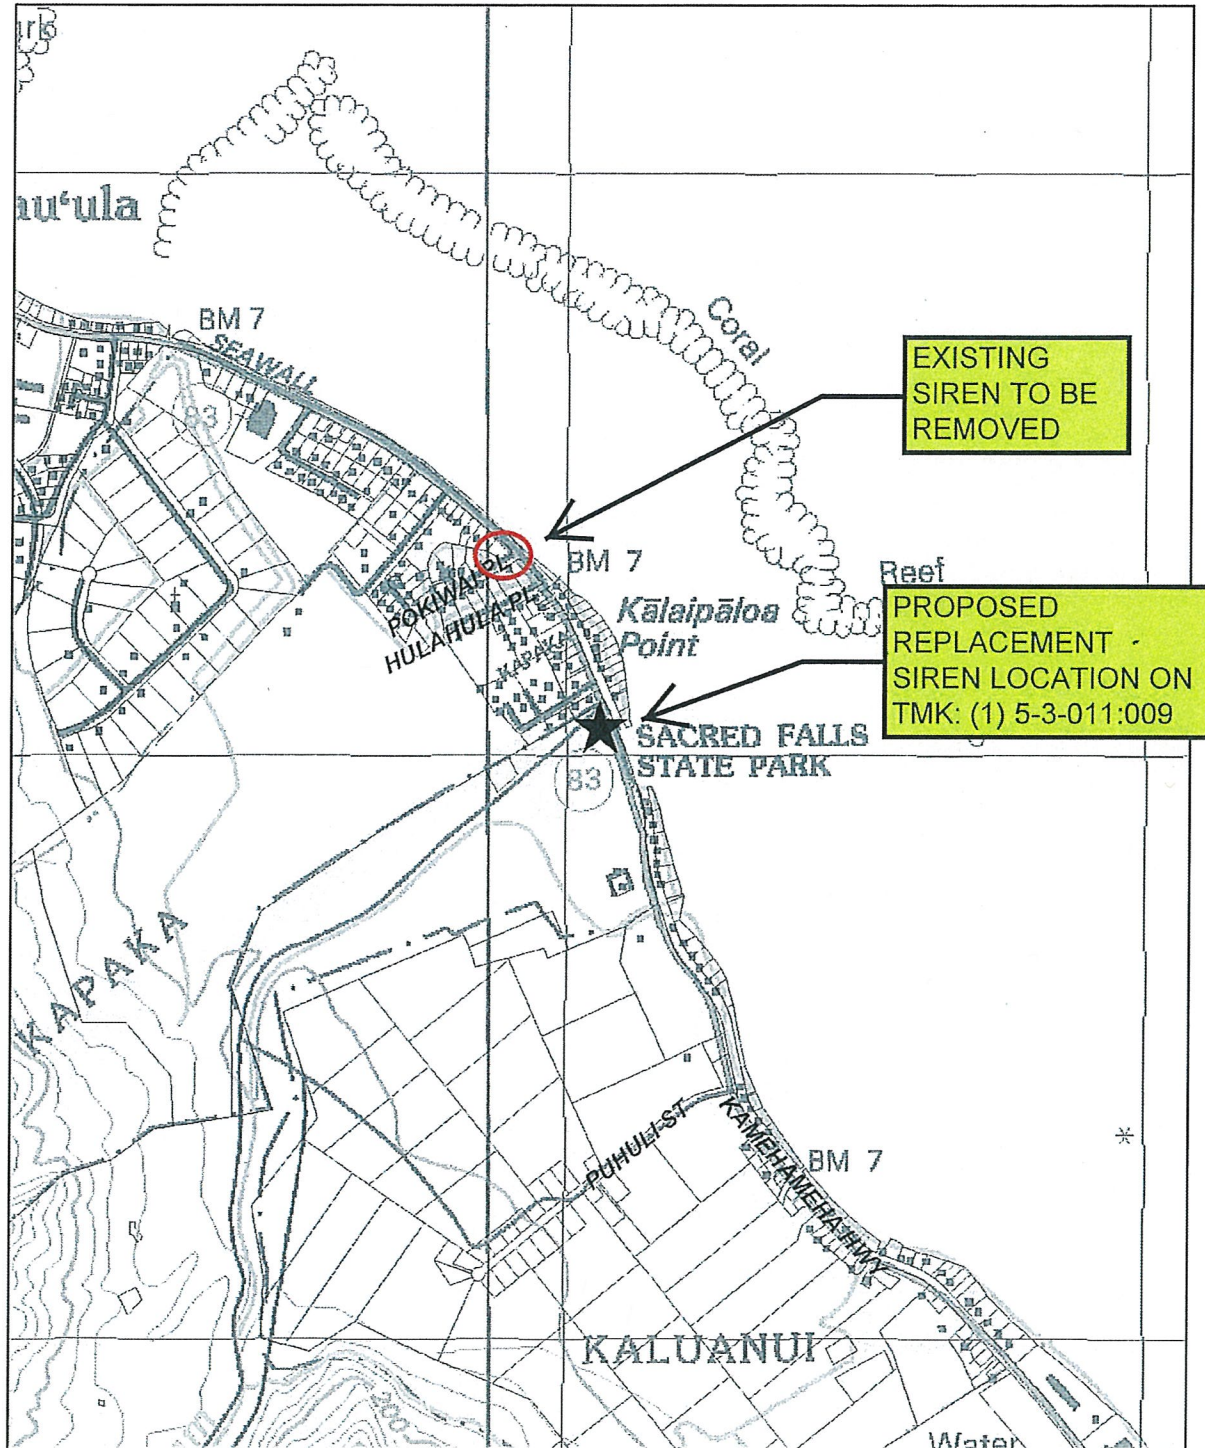 au‘ula
BM 7
SEAWALL
83
Coral
EXISTING
SIREN TO BE
REMOVED
BM 7
Reef
POKIWAI PL
HULAHULA PL
KAPAKA
Kālaipāloa
Point
PROPOSED
REPLACEMENT
SIREN LOCATION ON
TMK: (1) 5-3-011:009
SACRED FALLS
STATE PARK
83
KAPAKA
PUHULI ST
KAMEHAMEHA HWY
BM 7
KALUANUI
200
Water